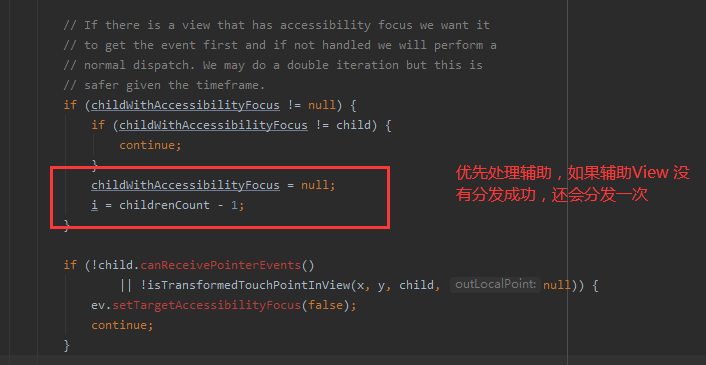 // If there is a view that has accessibility focus we want it
// to get the event first and if not handled we will perform a
// normal dispatch. We may do a double iteration but this is
// safer given the timeframe.
if (childWithAccessibilityFocus != null) {
if (childWithAccessibilityFocus != child) {
continue;
}
childWithAccessibilityFocus = null;
i = childrenCount - 1;
}
优先处理辅助，如果辅助View 没
有分发成功，还会分发一次
if (!child.canReceivePointerEvents()
|| !isTransformedTouchPointInView(x, y, child, outLocalPoint: null)) {
ev.setTargetAccessibilityFocus(false);
continue;
}